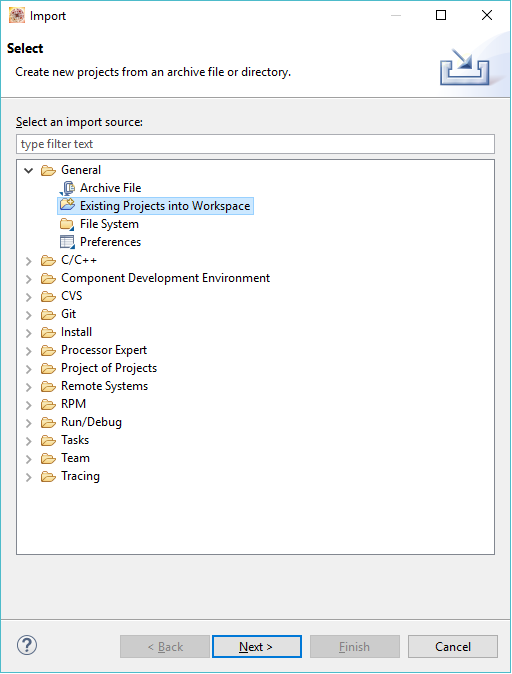 Import
Select
Create new projects from an archive file or directory.
Select an import source:
type filter text
General
Archive File
Existing Projects into Workspace
File System
Preferences
C/C++
Component Development Environment
CVS
Git
Install
Processor Expert
Project of Projects
Remote Systems
RPM
Run/Debug
Tasks
Team
Tracing
? < Back Next > Finish Cancel